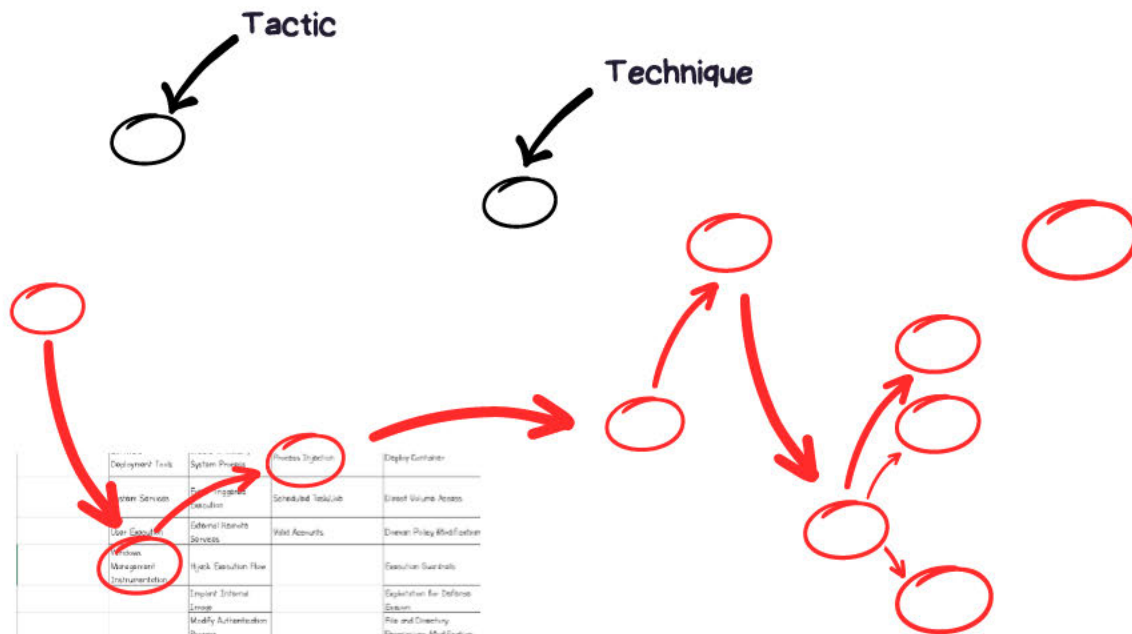 Tactic
Technique
Deployment Tools
System Process
Process Injection
Deploy Container
System Services
Execution
Scheduled Task/Job
Direct Volume Access
User Execution
External Remote
Services
Valid Accounts
Domain Policy Modification
Windows
Management
Instrumentation
Hijack Execution Flow
Execution Guardrails
Implant Internal
Image
Exploitation for Defense
Evasion
Modify Authentication
File and Directory